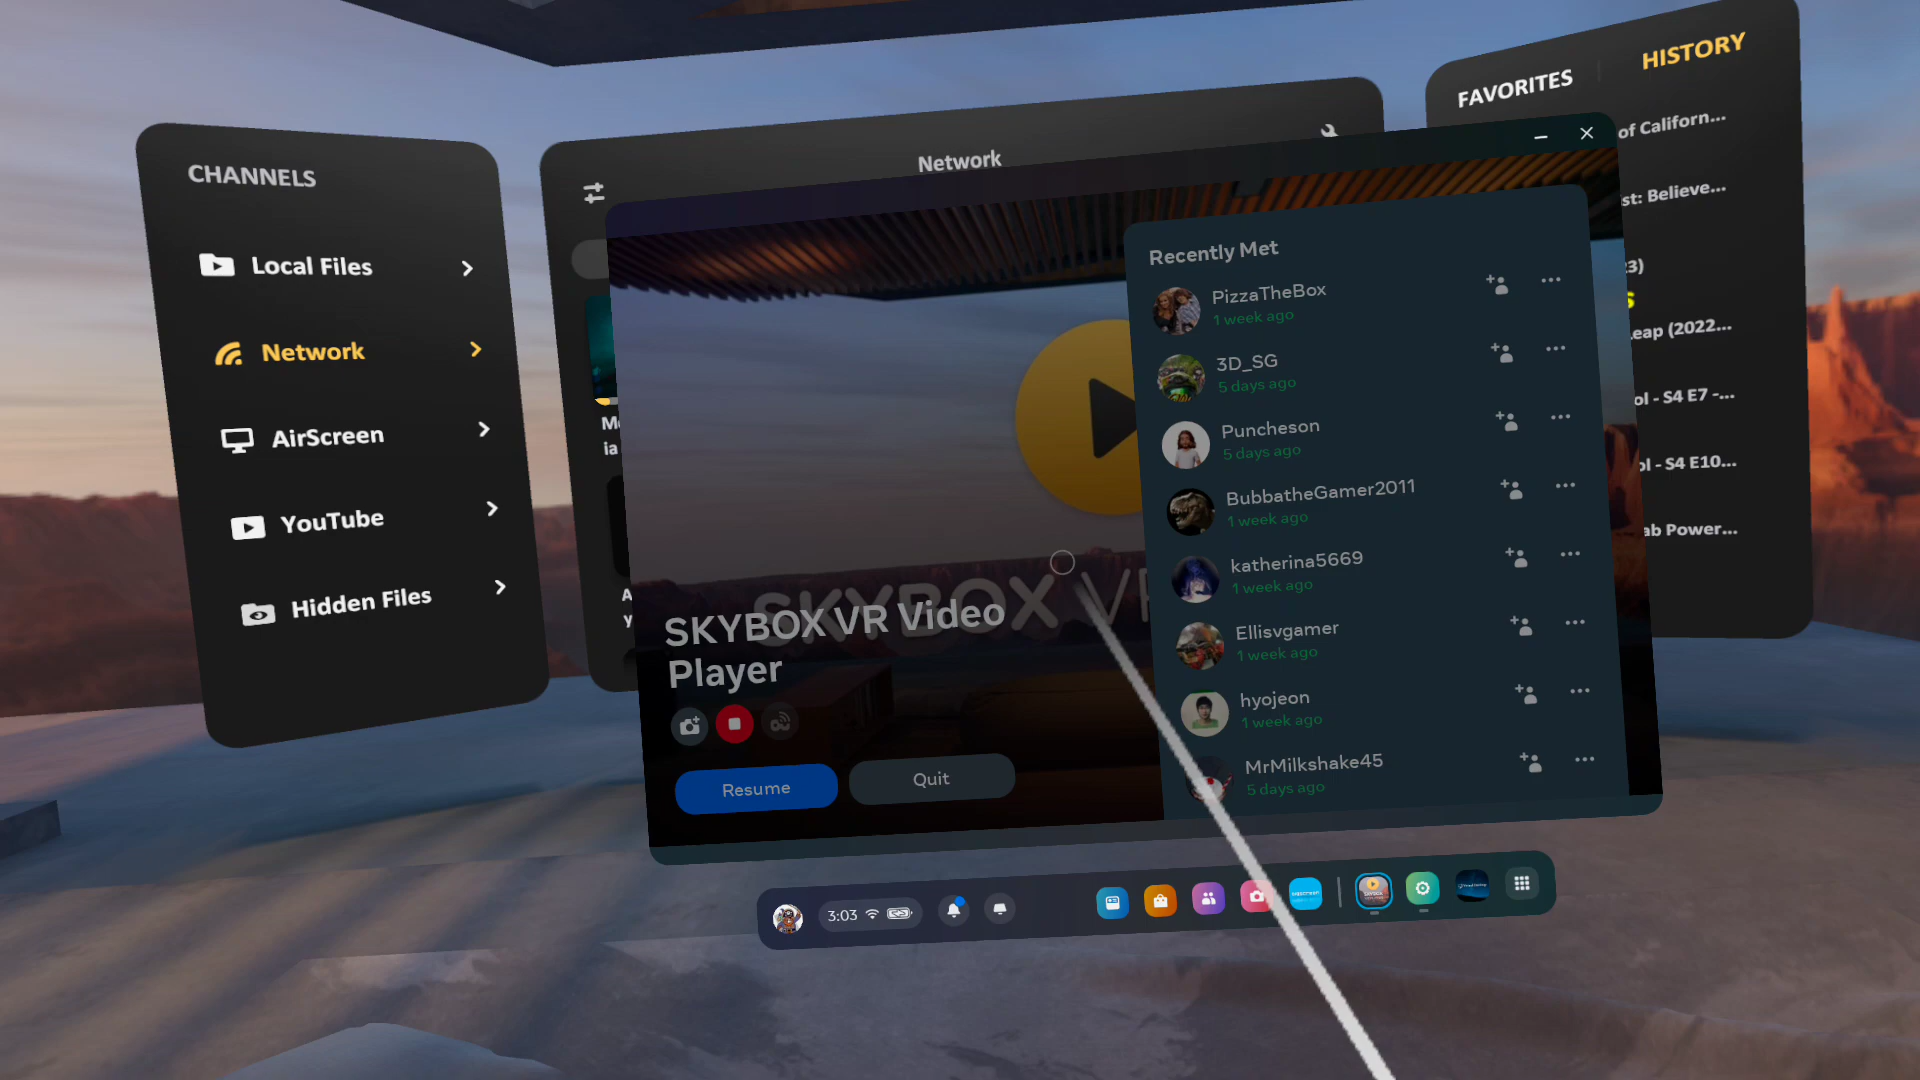 CHANNELS
Local Files
Network
AirScreen
YouTube
Hidden Files
Network
FAVORITES
HISTORY
of Californ...
st: Believe...
eap (2022...
ol - S4 E7 -...
ol - S4 E10...
ab Power...
SKYBOX VR
SKYBOX VR Video
Player
Resume
Quit
Recently Met
PizzaTheBox
1 week ago
3D_SG
5 days ago
Puncheson
5 days ago
BubbatheGamer2011
1 week ago
katherina5669
1 week ago
Ellisvgamer
1 week ago
hyojeon
1 week ago
MrMilkshake45
5 days ago
3:03